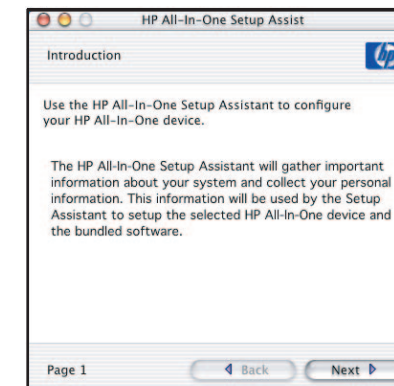 HP All-In-One Setup Assist
Introduction
hp
Use the HP All-In-One Setup Assistant to configure
your HP All-In-One device.
The HP All-In-One Setup Assistant will gather important
information about your system and collect your personal
information. This information will be used by the Setup
Assistant to setup the selected HP All-In-One device and
the bundled software.
Page 1
Back
Next